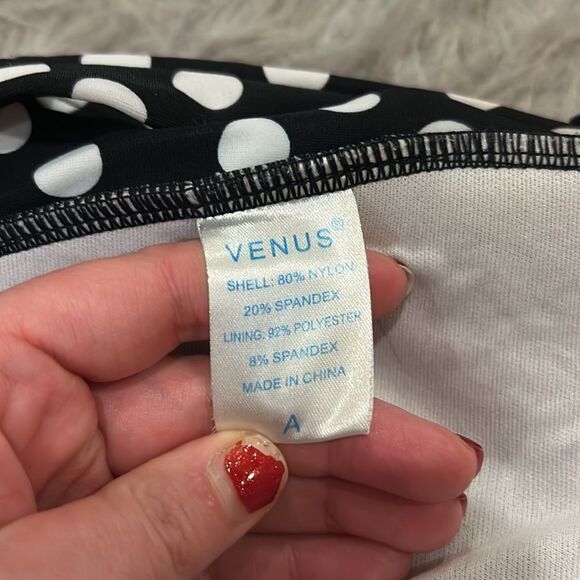 VENUS®
SHELL: 80% NYLON
20% SPANDEX
LINING: 92% POLYESTER
8% SPANDEX
MADE IN CHINA
A